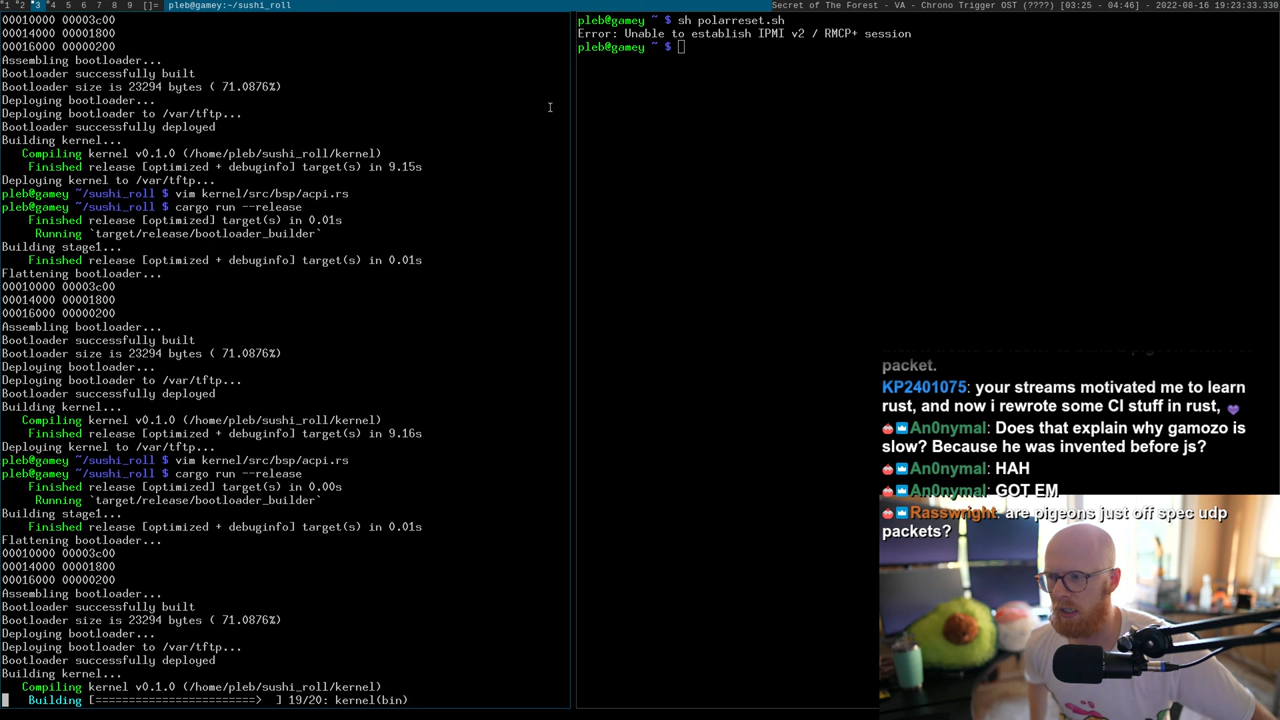 1 2 3 4 5 6 7 8 9 []= pleb@gamey:~/sushi_roll
Secret of The Forest - VA - Chrono Trigger OST (????) [03:25 - 04:46] - 2022-08-16 19:23:33.330
00010000 00003c00
00014000 00001800
00016000 00000200
Assembling bootloader...
Bootloader successfully built
Bootloader size is 23294 bytes ( 71.0876%)
Deploying bootloader...
Deploying bootloader to /var/tftp...
Bootloader successfully deployed
Building kernel...
Compiling kernel v0.1.0 (/home/pleb/sushi_roll/kernel)
Finished release [optimized + debuginfo] target(s) in 9.15s
Deploying kernel to /var/tftp...
pleb@gamey ~/sushi_roll $ vim kernel/src/bsp/acpi.rs
pleb@gamey ~/sushi_roll $ cargo run --release
Finished release [optimized] target(s) in 0.01s
Running `target/release/bootloader_builder`
Building stage1...
Finished release [optimized + debuginfo] target(s) in 0.01s
Flattening bootloader...
00010000 00003c00
00014000 00001800
00016000 00000200
Assembling bootloader...
Bootloader successfully built
Bootloader size is 23294 bytes ( 71.0876%)
Deploying bootloader...
Deploying bootloader to /var/tftp...
Bootloader successfully deployed
Building kernel...
Compiling kernel v0.1.0 (/home/pleb/sushi_roll/kernel)
Finished release [optimized + debuginfo] target(s) in 9.16s
Deploying kernel to /var/tftp...
pleb@gamey ~/sushi_roll $ vim kernel/src/bsp/acpi.rs
pleb@gamey ~/sushi_roll $ cargo run --release
Finished release [optimized] target(s) in 0.00s
Running `target/release/bootloader_builder`
Building stage1...
Finished release [optimized + debuginfo] target(s) in 0.01s
Flattening bootloader...
00010000 00003c00
00014000 00001800
00016000 00000200
Assembling bootloader...
Bootloader successfully built
Bootloader size is 23294 bytes ( 71.0876%)
Deploying bootloader...
Deploying bootloader to /var/tftp...
Bootloader successfully deployed
Building kernel...
Compiling kernel v0.1.0 (/home/pleb/sushi_roll/kernel)
Building [========================> ] 19/20: kernel(bin)
pleb@gamey ~ $ sh polarreset.sh
Error: Unable to establish IPMI v2 / RMCP+ session
pleb@gamey ~ $
packet.
KP2401075: your streams motivated me to learn
rust, and now i rewrote some CI stuff in rust,
An0nymal: Does that explain why gamozo is
slow? Because he was invented before js?
An0nymal: HAH
An0nymal: GOT EM
Rasswright: are pigeons just off spec udp
packets?